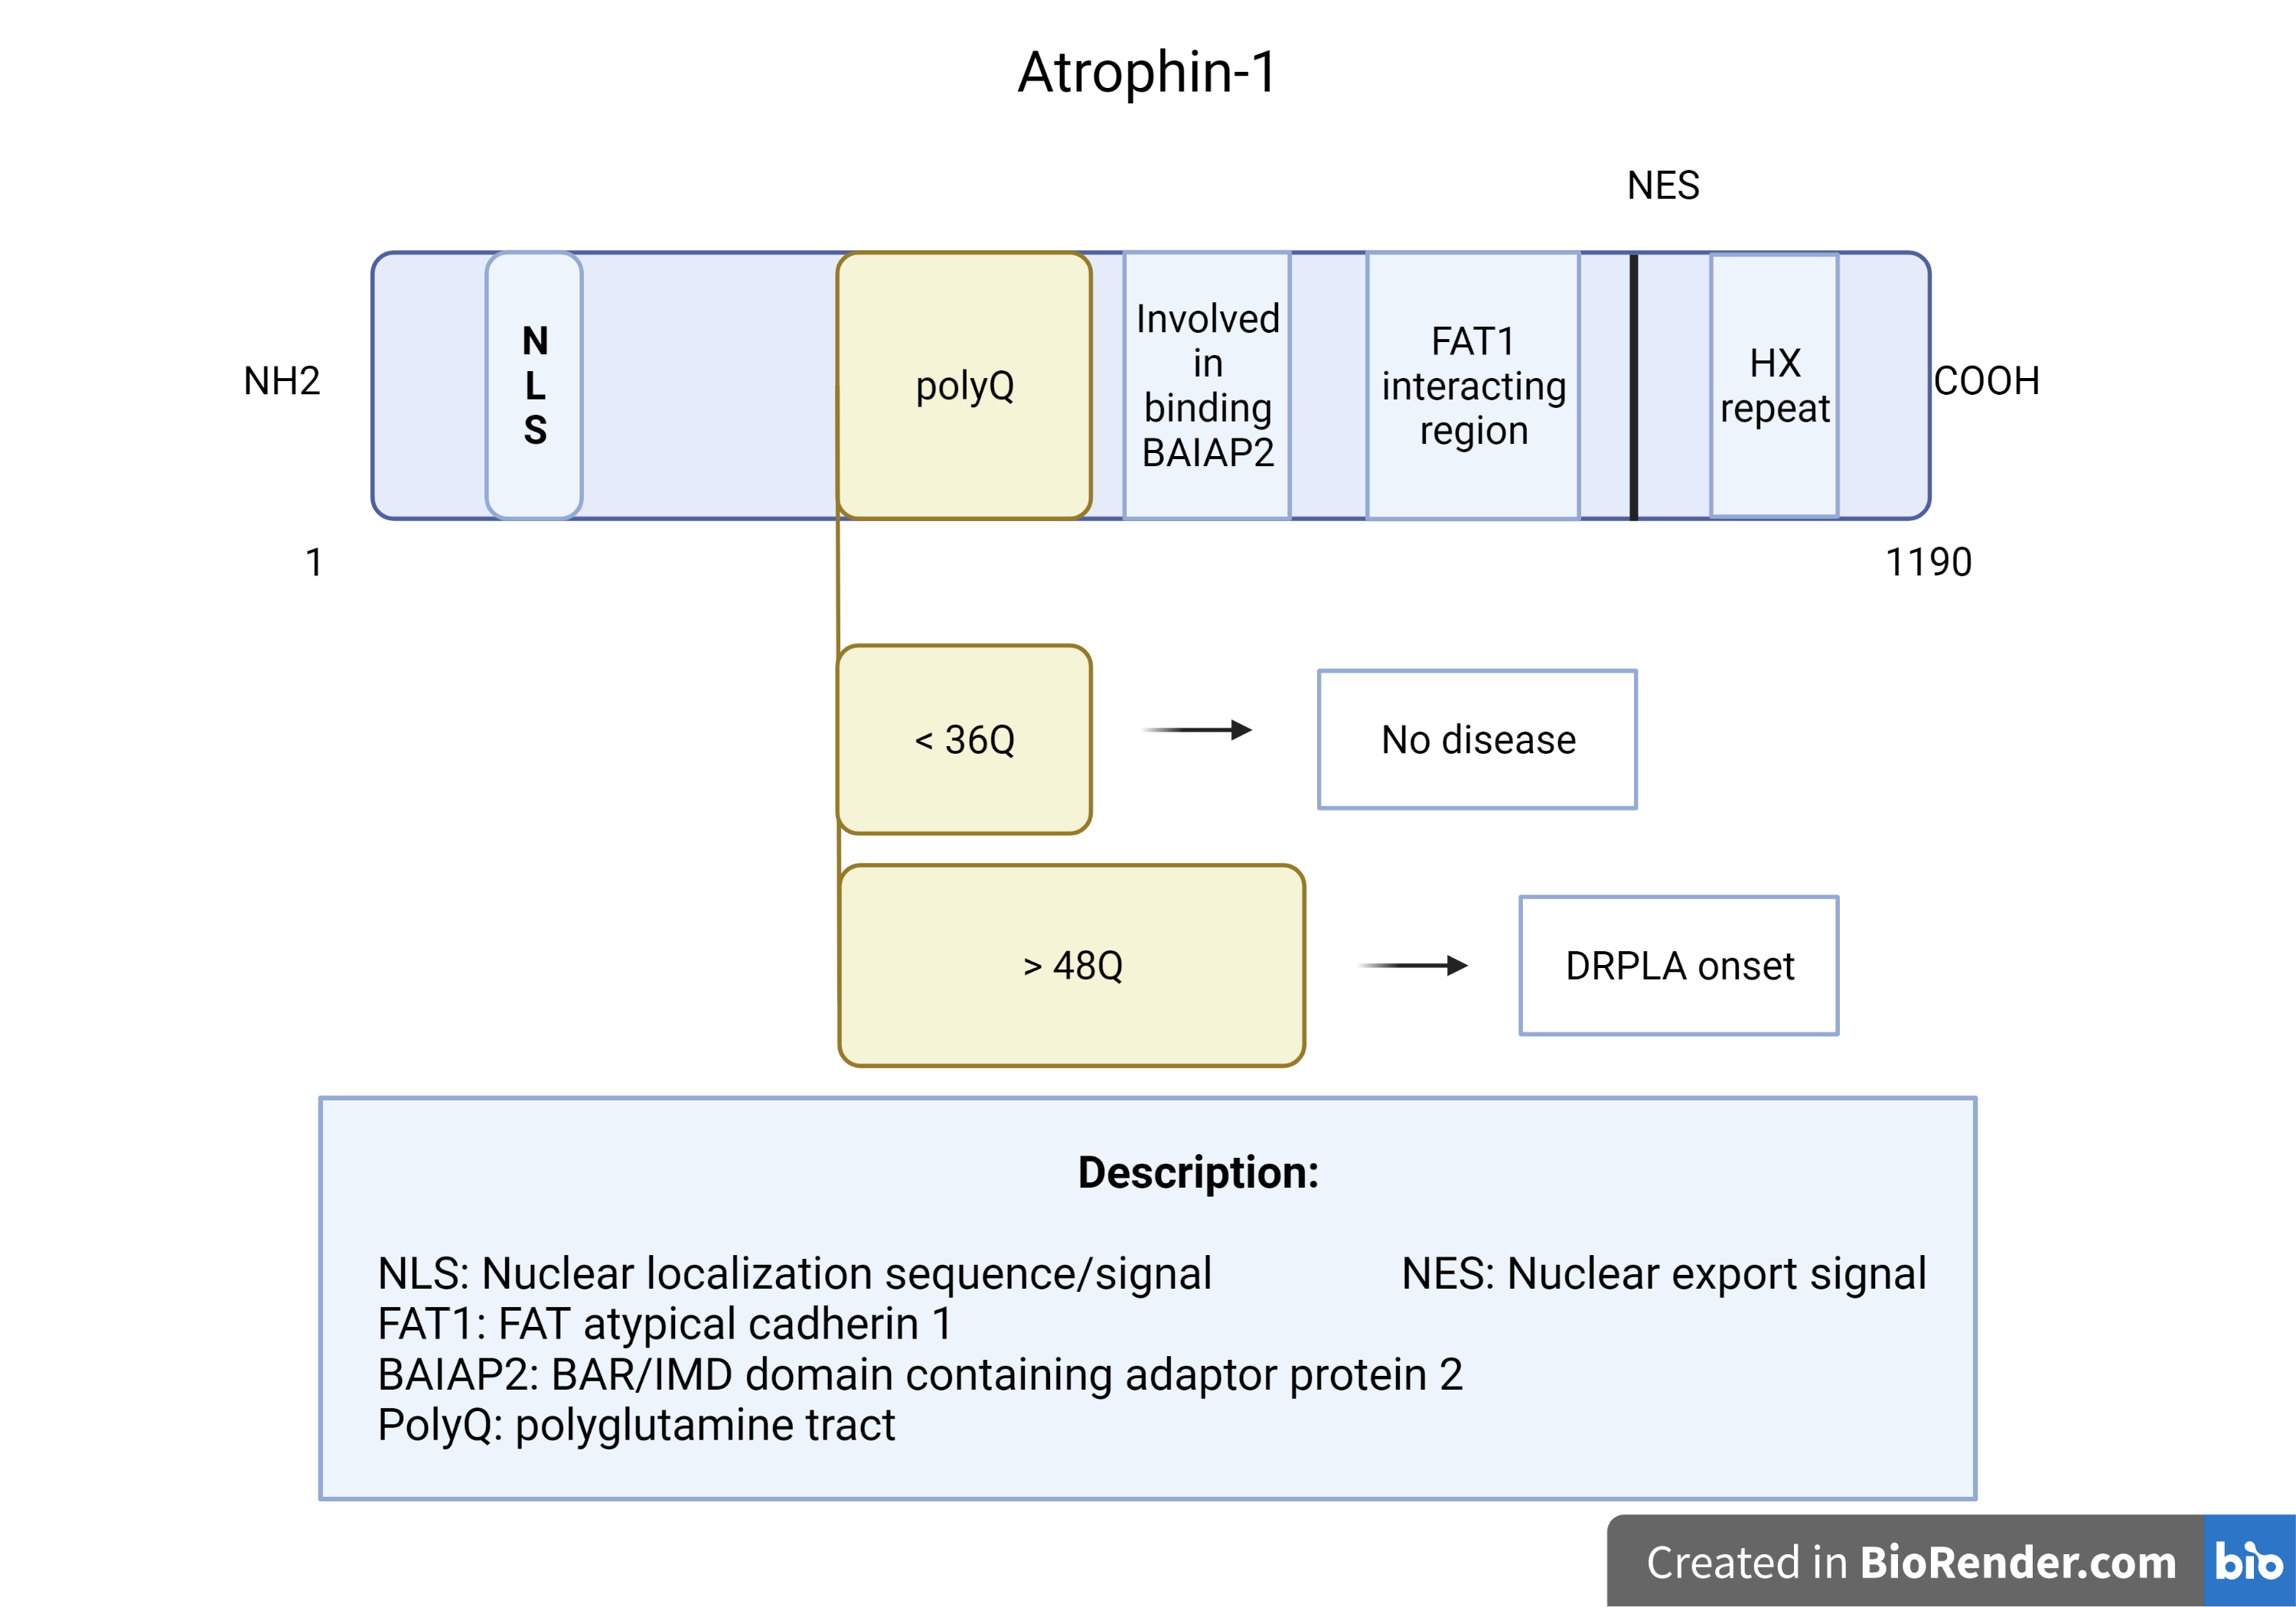 Atrophin-1
NES
NH2
N
L
S
polyQ
Involved
in
binding
BAIAP2
FAT1
interacting
region
HX
repeat
COOH
1
1190
< 36Q
No disease
> 48Q
DRPLA onset
Description:
NLS: Nuclear localization sequence/signal
NES: Nuclear export signal
FAT1: FAT atypical cadherin 1
BAIAP2: BAR/IMD domain containing adaptor protein 2
PolyQ: polyglutamine tract
Created in BioRender.com
bio